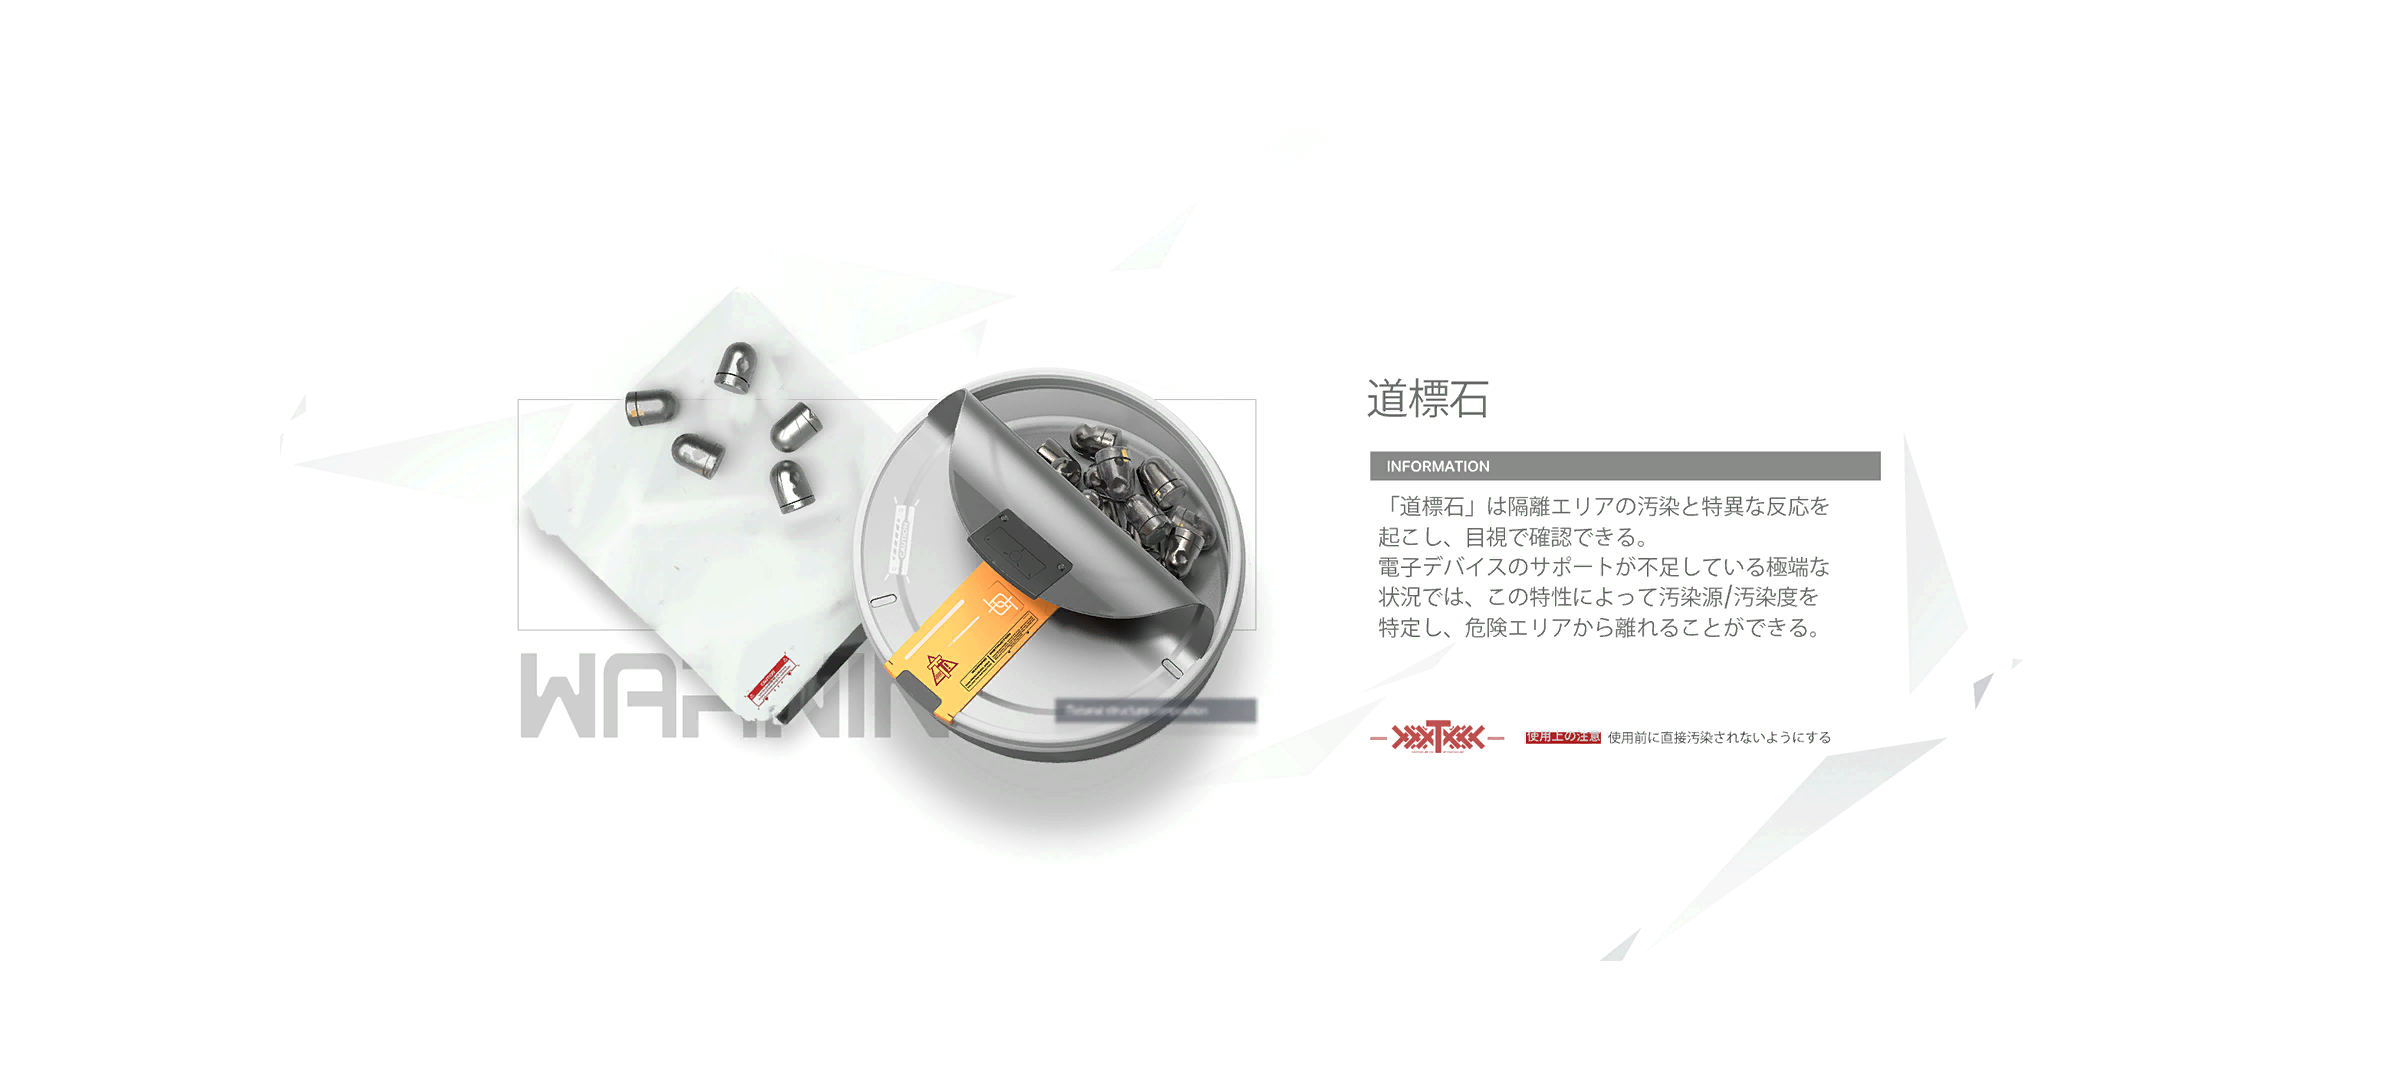 WARNIN
CAUTION
道標石
INFORMATION
「道標石」は隔離エリアの汚染と特異な反応を
起こし、目視で確認できる。
電子デバイスのサポートが不足している極端な
状況では、この特性によって汚染源/汚染度を
特定し、危険エリアから離れることができる。
使用上の注意 使用前に直接汚染されないようにする